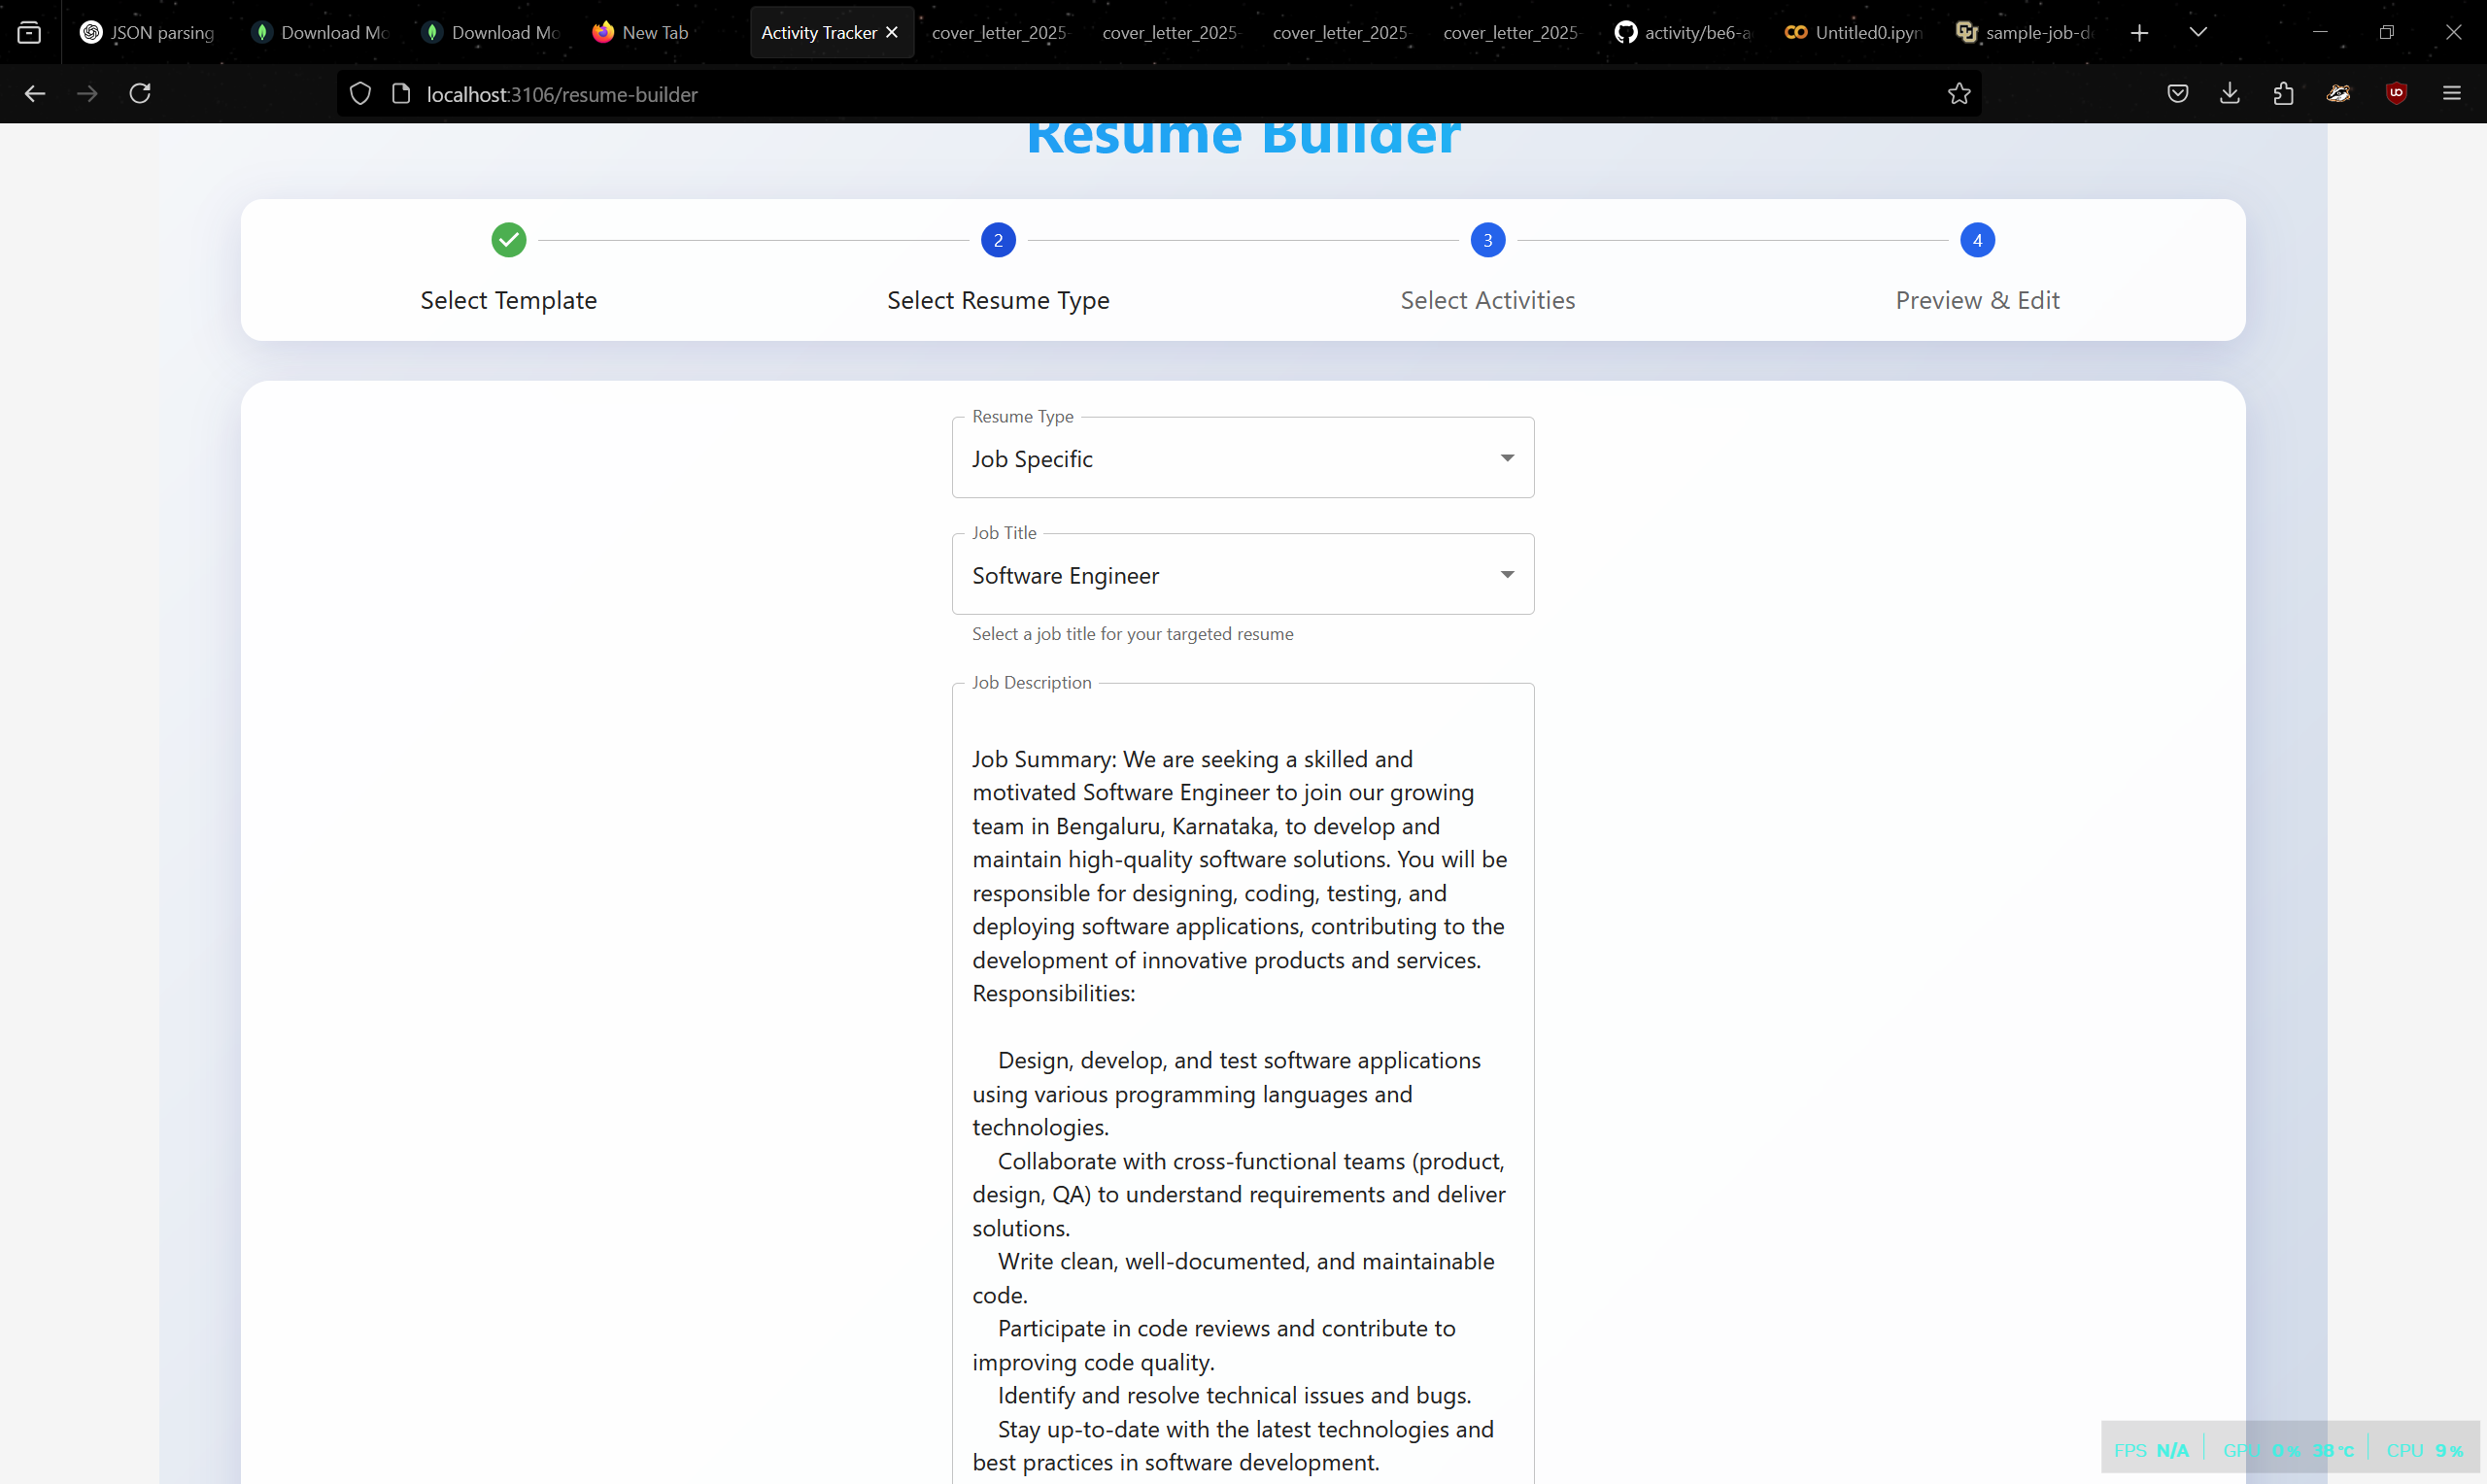 JSON parsing
Download Mo
Download Mo
New Tab
Activity Tracker
cover_letter_2025-
cover_letter_2025-
cover_letter_2025-
cover_letter_2025-
activity/be6-a
Untitled0.ipyn
sample-job-de
localhost:3106/resume-builder
Resume Builder
2
3
4
Select Template
Select Resume Type
Select Activities
Preview & Edit
Resume Type
Job Specific
Job Title
Software Engineer
Select a job title for your targeted resume
Job Description
Job Summary: We are seeking a skilled and
motivated Software Engineer to join our growing
team in Bengaluru, Karnataka, to develop and
maintain high-quality software solutions. You will be
responsible for designing, coding, testing, and
deploying software applications, contributing to the
development of innovative products and services.
Responsibilities:
Design, develop, and test software applications
using various programming languages and
technologies.
Collaborate with cross-functional teams (product,
design, QA) to understand requirements and deliver
solutions.
Write clean, well-documented, and maintainable
code.
Participate in code reviews and contribute to
improving code quality.
Identify and resolve technical issues and bugs.
Stay up-to-date with the latest technologies and
best practices in software development.
FPS N/A GPU 0% 38°C CPU 9%